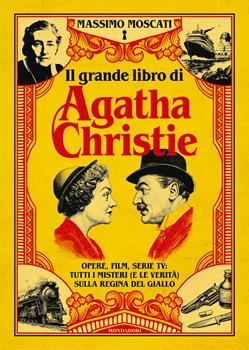 MASSIMO MOSCATI
Il grande libro di
Agatha
Christie
OPERE, FILM, SERIE TV:
TUTTI I MISTERI (E LE VERITÀ)
SULLA REGINA DEL GIALLO
MONDADORI